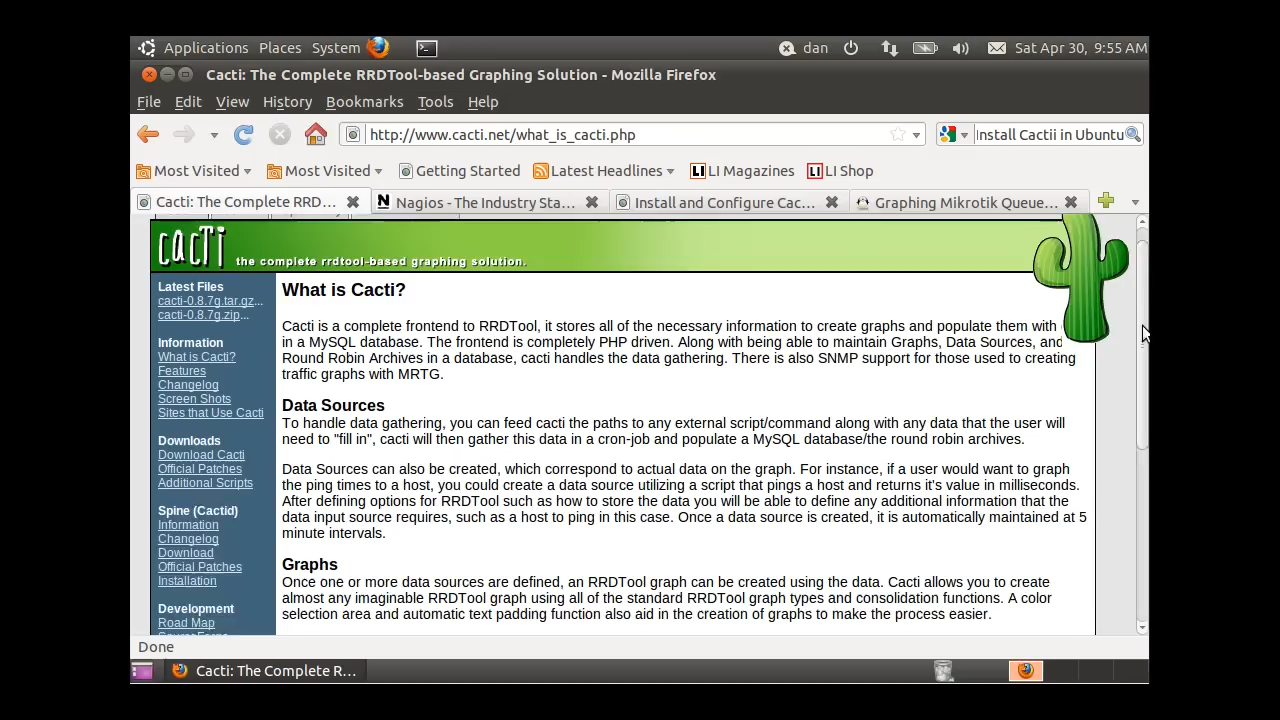 Applications Places System dan Sat Apr 30, 9:55 AM
Cacti: The Complete RRDTool-based Graphing Solution - Mozilla Firefox
File Edit View History Bookmarks Tools Help
http://www.cacti.net/what_is_cacti.php Install Cactii in Ubuntu
Most Visited Most Visited Getting Started Latest Headlines LI LI Magazines LI LI Shop
Cacti: The Complete RRD... N Nagios - The Industry Sta... Install and Configure Cac... Graphing Mikrotik Queue...
cacti the complete rrdtool-based graphing solution.
Latest Files
cacti-0.8.7g.tar.gz...
cacti-0.8.7g.zip...
Information
What is Cacti?
Features
Changelog
Screen Shots
Sites that Use Cacti
Downloads
Download Cacti
Official Patches
Additional Scripts
Spine (Cactid)
Information
Changelog
Download
Official Patches
Installation
Development
Road Map
What is Cacti?
Cacti is a complete frontend to RRDTool, it stores all of the necessary information to create graphs and populate them with
in a MySQL database. The frontend is completely PHP driven. Along with being able to maintain Graphs, Data Sources, and
Round Robin Archives in a database, cacti handles the data gathering. There is also SNMP support for those used to creating
traffic graphs with MRTG.
Data Sources
To handle data gathering, you can feed cacti the paths to any external script/command along with any data that the user will
need to "fill in", cacti will then gather this data in a cron-job and populate a MySQL database/the round robin archives.
Data Sources can also be created, which correspond to actual data on the graph. For instance, if a user would want to graph
the ping times to a host, you could create a data source utilizing a script that pings a host and returns it's value in milliseconds.
After defining options for RRDTool such as how to store the data you will be able to define any additional information that the
data input source requires, such as a host to ping in this case. Once a data source is created, it is automatically maintained at 5
minute intervals.
Graphs
Once one or more data sources are defined, an RRDTool graph can be created using the data. Cacti allows you to create
almost any imaginable RRDTool graph using all of the standard RRDTool graph types and consolidation functions. A color
selection area and automatic text padding function also aid in the creation of graphs to make the process easier.
Done
Cacti: The Complete R...